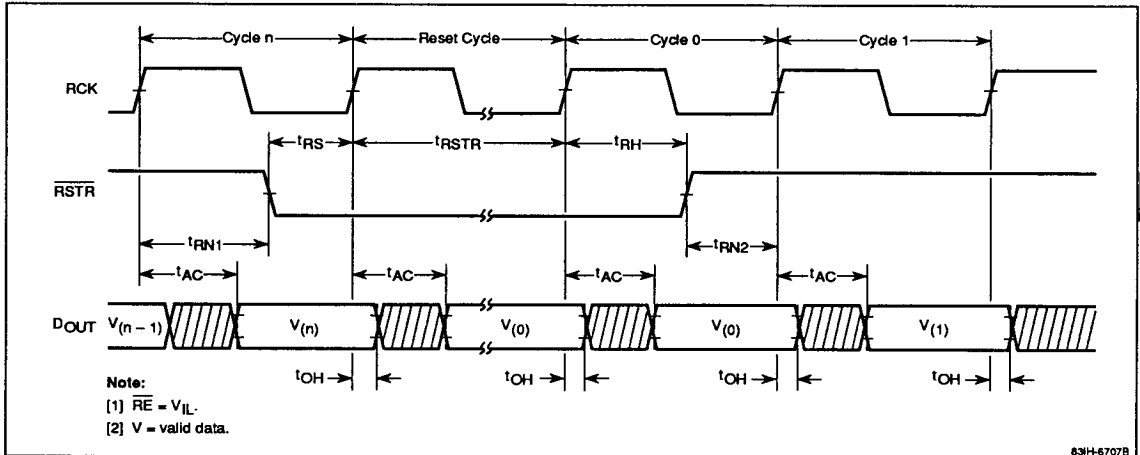 Cycle n Reset Cycle Cycle 0 Cycle 1
RCK
tRS tRSTR tRH
RSTR
tRN1 tRN2
tAC tAC tAC tAC
DOUT V(n – 1) V(n) V(0) V(0) V(1)
tOH tOH tOH tOH
Note:
[1] RE = VIL.
[2] V = valid data.
83IH-6707B